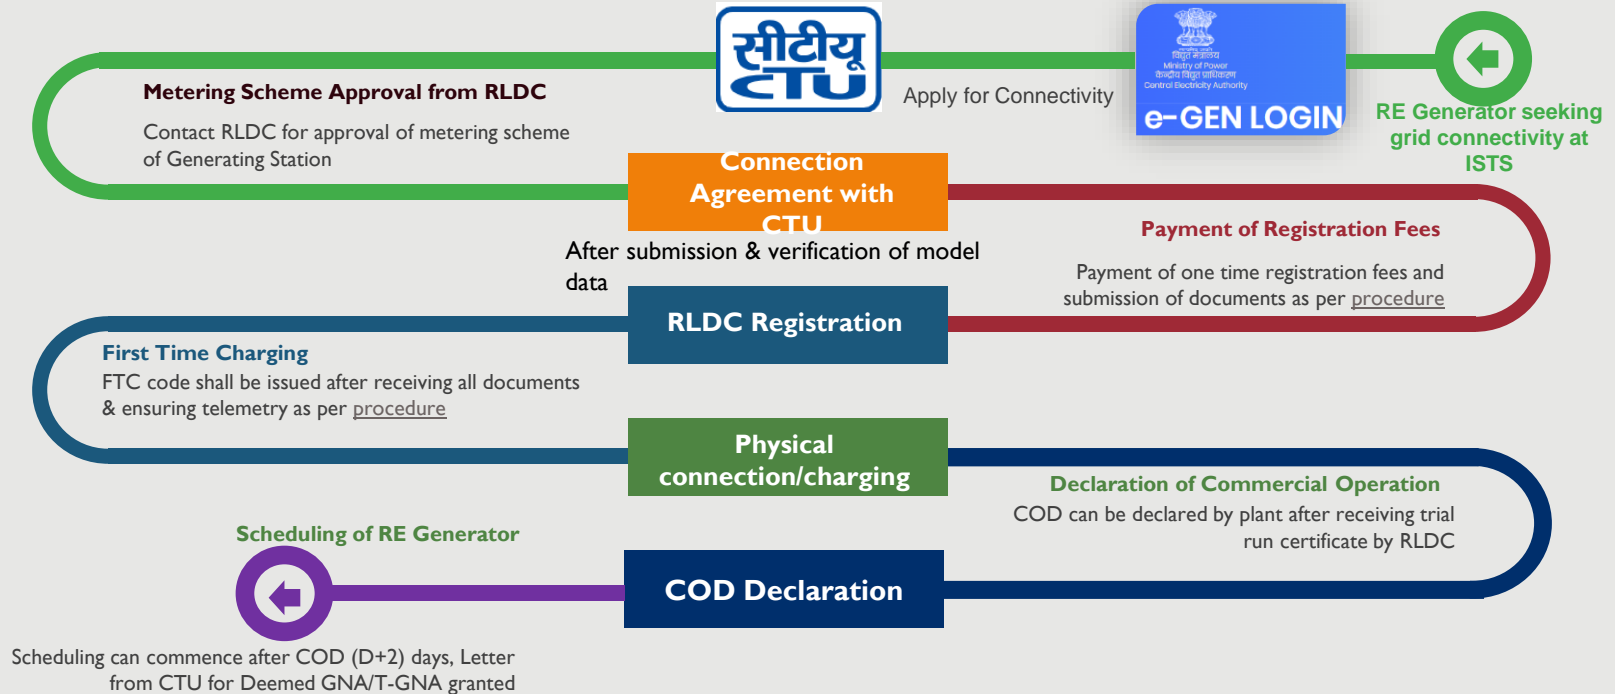 सीटीयू
CTU
Apply for Connectivity
सत्यमेव जयते
विद्युत मंत्रालय
Ministry of Power
केन्द्रीय विद्युत प्राधिकरण
Central Electricity Authority
e-GEN LOGIN
RE Generator seeking
grid connectivity at
ISTS
Metering Scheme Approval from RLDC
Contact RLDC for approval of metering scheme
of Generating Station
Connection
Agreement with
CTU
After submission & verification of model
data
Payment of Registration Fees
Payment of one time registration fees and
submission of documents as per procedure
RLDC Registration
First Time Charging
FTC code shall be issued after receiving all documents
& ensuring telemetry as per procedure
Physical
connection/charging
Declaration of Commercial Operation
COD can be declared by plant after receiving trial
run certificate by RLDC
COD Declaration
Scheduling of RE Generator
Scheduling can commence after COD (D+2) days, Letter
from CTU for Deemed GNA/T-GNA granted